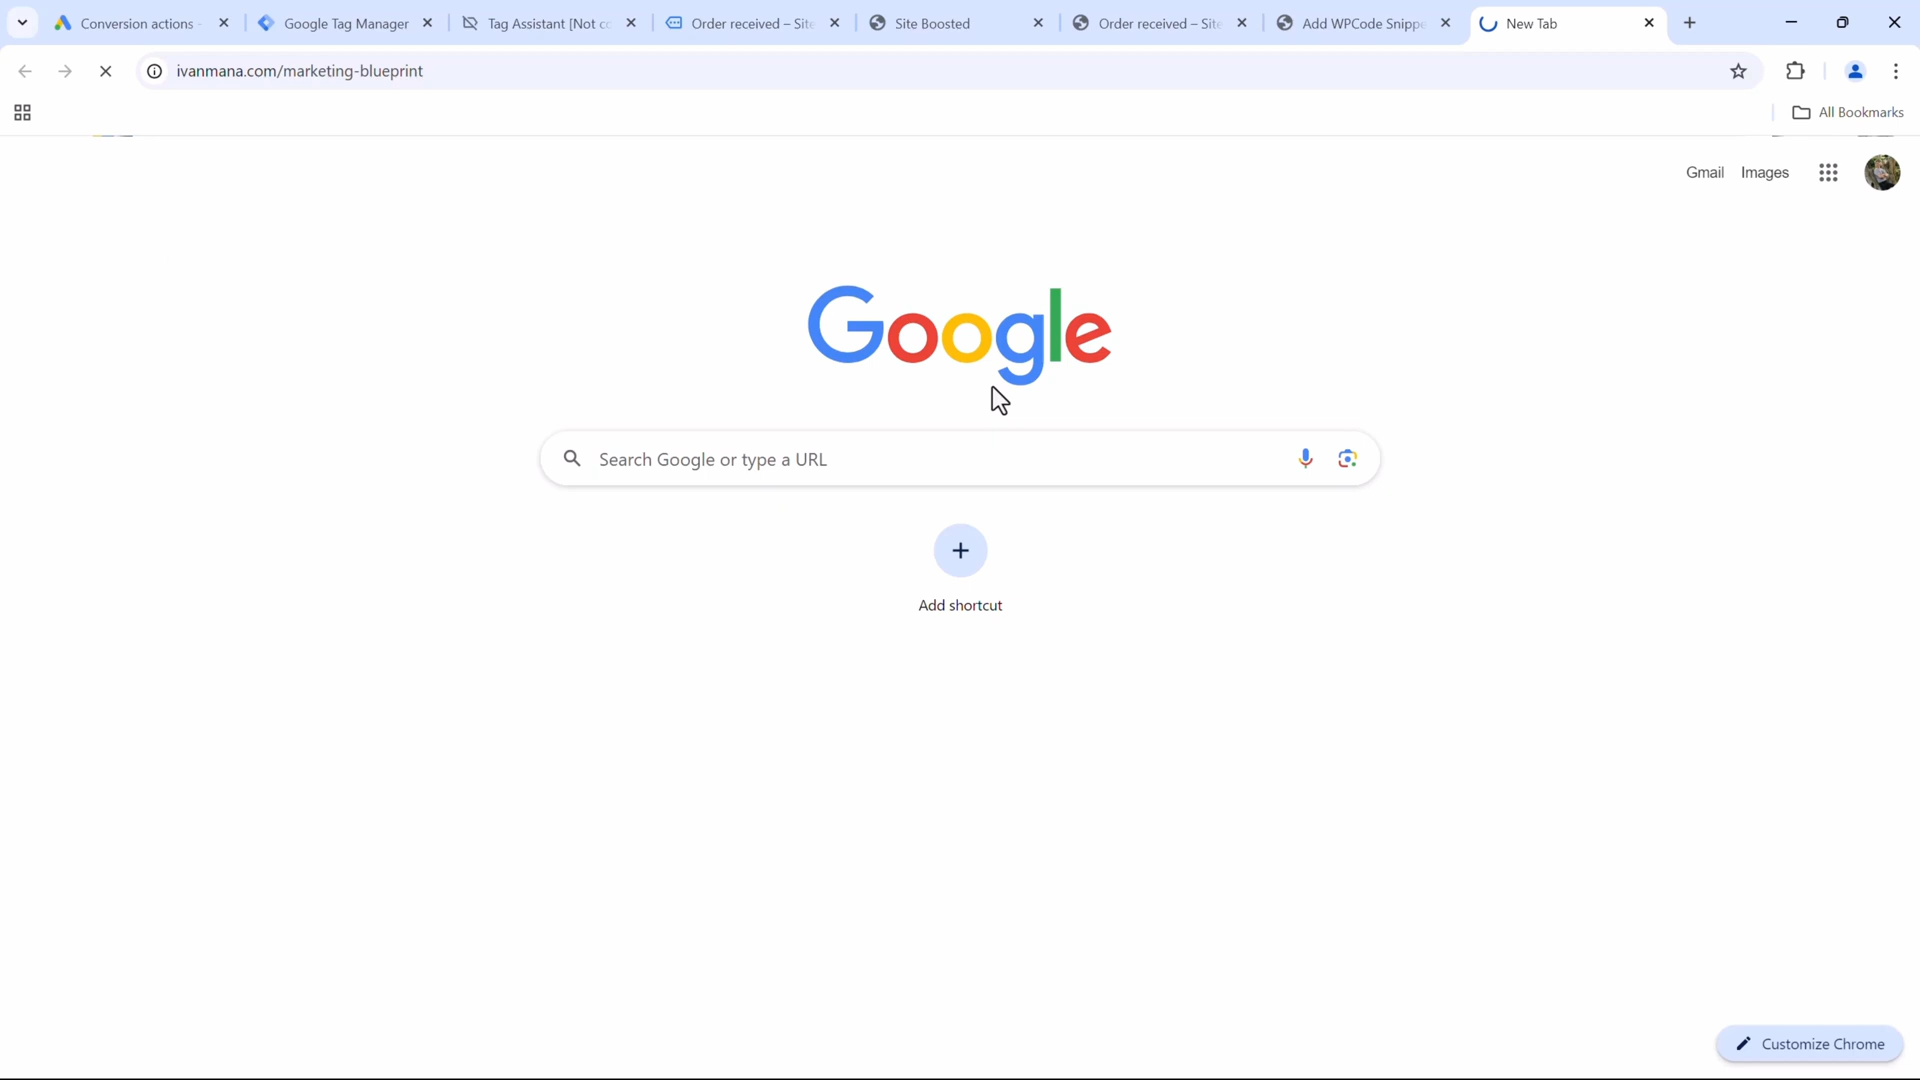 Conversion actions -
Google Tag Manager
Tag Assistant [Not co
Order received – Site
Site Boosted
Order received – Site
Add WPCode Snippe
New Tab
ivanmana.com/marketing-blueprint
All Bookmarks
Gmail Images
Google
Search Google or type a URL
Add shortcut
Customize Chrome